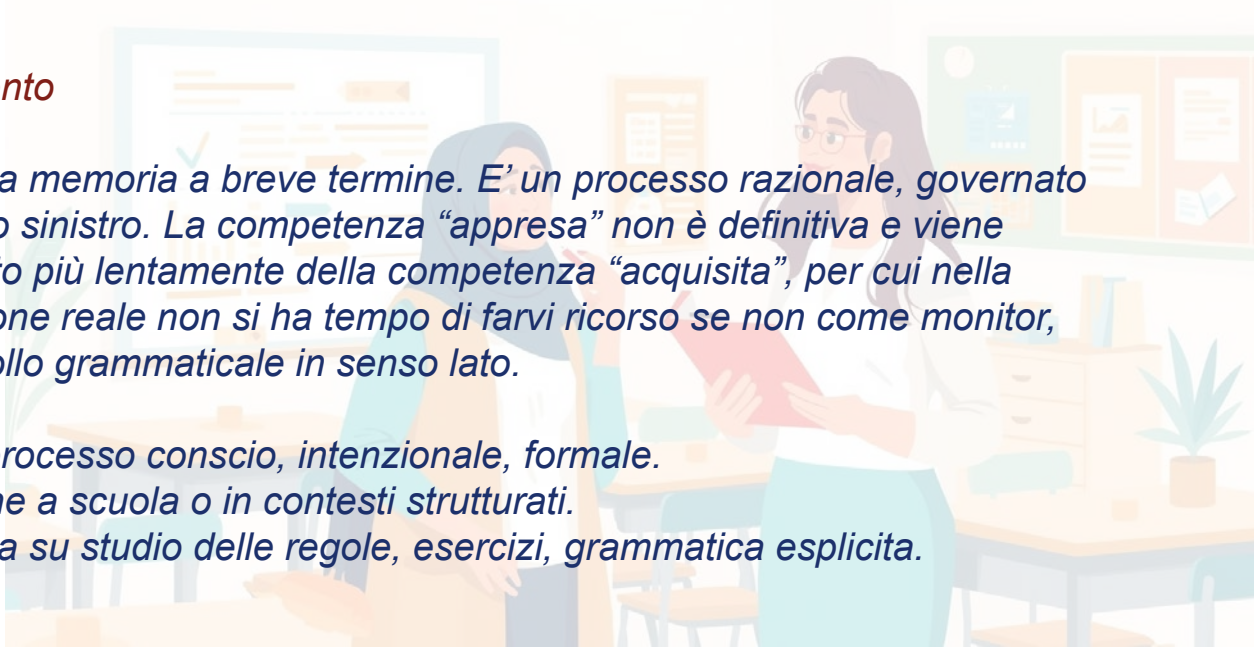 nto
a memoria a breve termine. E’ un processo razionale, governato
o sinistro. La competenza “appresa” non è definitiva e viene
to più lentamente della competenza “acquisita”, per cui nella
one reale non si ha tempo di farvi ricorso se non come monitor,
ollo grammaticale in senso lato.
rocesso conscio, intenzionale, formale.
ne a scuola o in contesti strutturati.
a su studio delle regole, esercizi, grammatica esplicita.